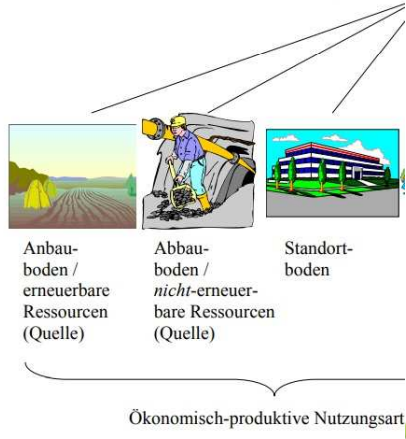 Anbau-
boden /
erneuerbare
Ressourcen
(Quelle)
Abbau-
boden /
nicht-erneuer-
bare Ressourcen
(Quelle)
Standort-
boden
Ökonomisch-produktive Nutzungsart